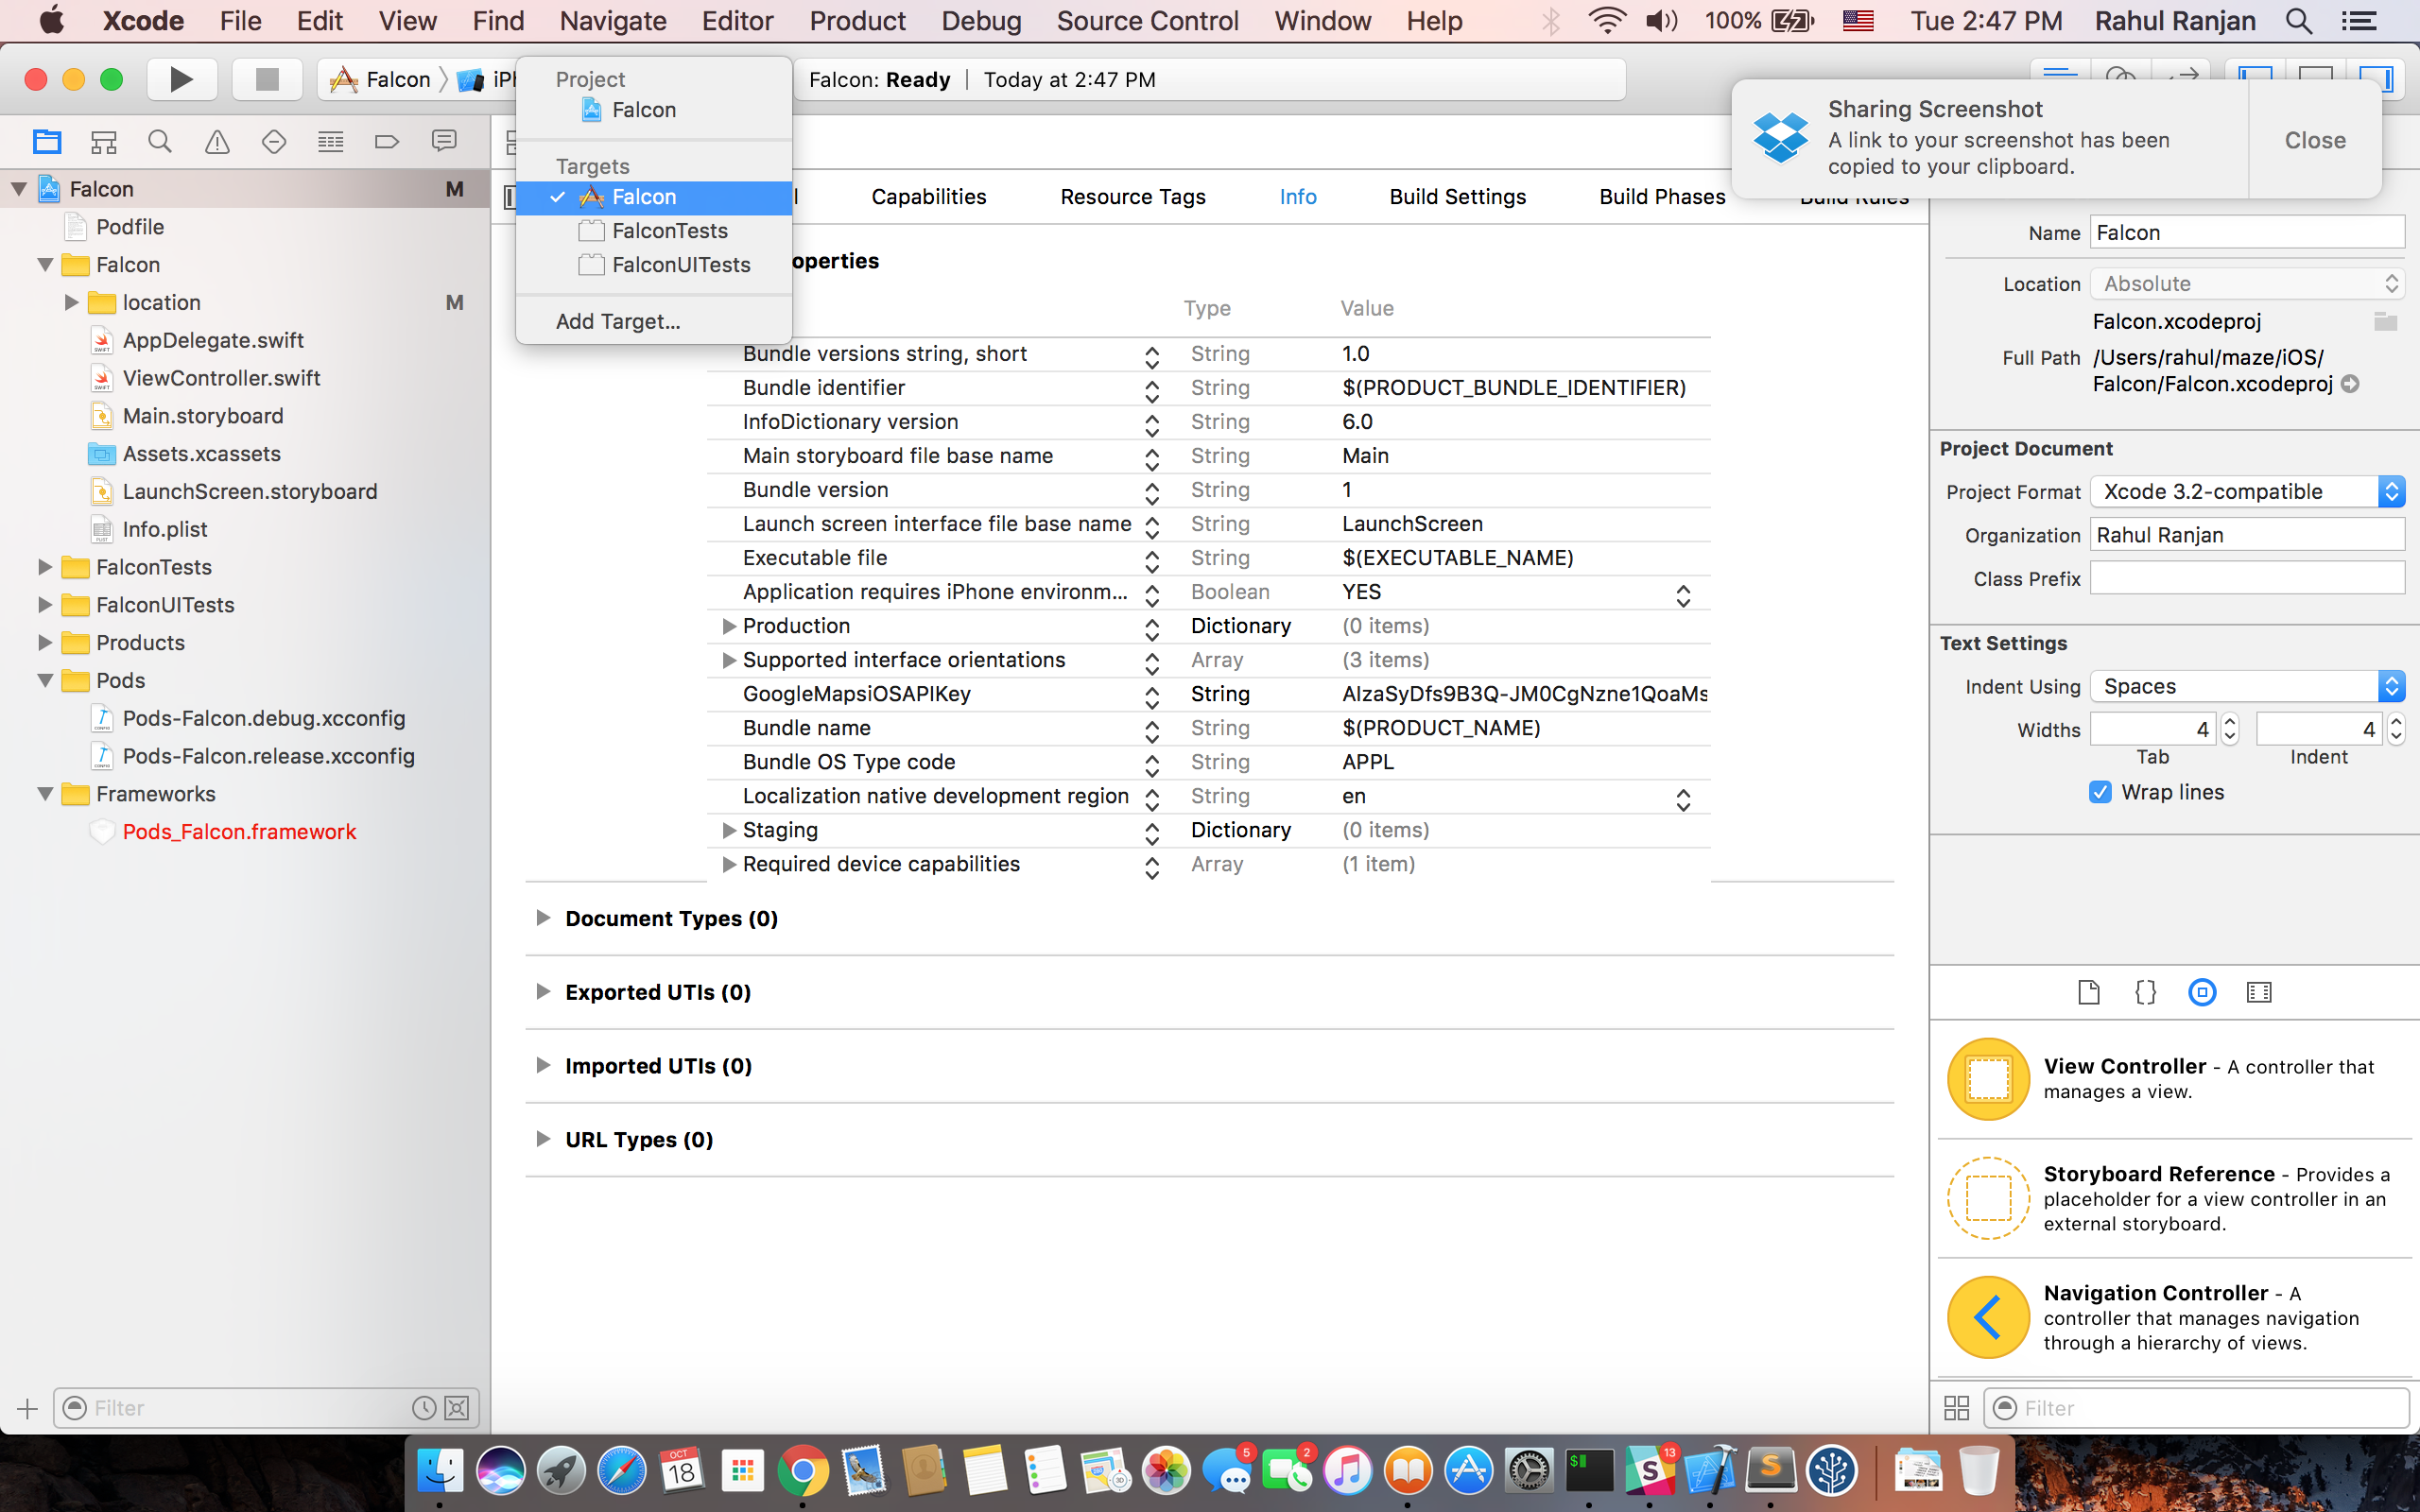 Xcode File Edit View Find Navigate Editor Product Debug Source Control Window Help 100% Tue 2:47 PM Rahul Ranjan
Falcon
Falcon: Ready | Today at 2:47 PM
Project
Falcon
Targets
Falcon
FalconTests
FalconUITests
Add Target...
Sharing Screenshot
A link to your screenshot has been
copied to your clipboard.
Close
Capabilities Resource Tags Info Build Settings Build Phases Build Rules
Falcon M
Podfile
Falcon
location M
AppDelegate.swift
ViewController.swift
Main.storyboard
Assets.xcassets
LaunchScreen.storyboard
Info.plist
FalconTests
FalconUITests
Products
Pods
Pods-Falcon.debug.xcconfig
Pods-Falcon.release.xcconfig
Frameworks
Pods_Falcon.framework
Filter
operties
Type Value
Bundle versions string, short String 1.0
Bundle identifier String $(PRODUCT_BUNDLE_IDENTIFIER)
InfoDictionary version String 6.0
Main storyboard file base name String Main
Bundle version String 1
Launch screen interface file base name String LaunchScreen
Executable file String $(EXECUTABLE_NAME)
Application requires iPhone environm... Boolean YES
Production Dictionary (0 items)
Supported interface orientations Array (3 items)
GoogleMapsiOSAPIKey String AIzaSyDfs9B3Q-JM0CgNzne1QoaMs
Bundle name String $(PRODUCT_NAME)
Bundle OS Type code String APPL
Localization native development region String en
Staging Dictionary (0 items)
Required device capabilities Array (1 item)
Document Types (0)
Exported UTIs (0)
Imported UTIs (0)
URL Types (0)
Name Falcon
Location Absolute
Falcon.xcodeproj
Full Path /Users/rahul/maze/iOS/
Falcon/Falcon.xcodeproj
Project Document
Project Format Xcode 3.2-compatible
Organization Rahul Ranjan
Class Prefix
Text Settings
Indent Using Spaces
Widths 4 4
Tab Indent
Wrap lines
View Controller - A controller that
manages a view.
Storyboard Reference - Provides a
placeholder for a view controller in an
external storyboard.
Navigation Controller - A
controller that manages navigation
through a hierarchy of views.
Filter
OCT
18
5
2
13